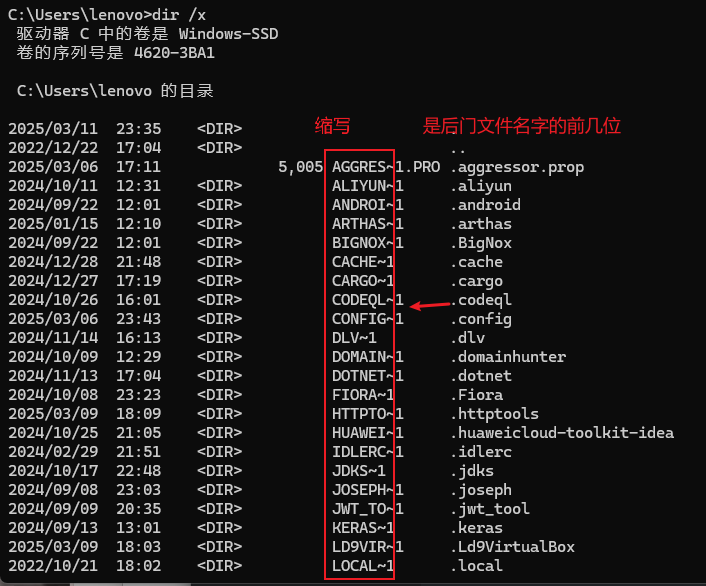 C:\Users\lenovo>dir /x
驱动器 C 中的卷是 Windows-SSD
卷的序列号是 4620-3BA1
C:\Users\lenovo 的目录
缩写 是后门文件名字的前几位
2025/03/11 23:35 <DIR> .
2022/12/22 17:04 <DIR> ..
2025/03/06 17:11 5,005 AGGRES~1.PRO .aggressor.prop
2024/10/11 12:31 <DIR> ALIYUN~1 .aliyun
2024/09/22 12:01 <DIR> ANDROI~1 .android
2025/01/15 12:10 <DIR> ARTHAS~1 .arthas
2024/09/22 12:01 <DIR> BIGNOX~1 .BigNox
2024/12/28 21:48 <DIR> CACHE~1 .cache
2024/12/27 17:19 <DIR> CARGO~1 .cargo
2024/10/26 16:01 <DIR> CODEQL~1 .codeql
2025/03/06 23:43 <DIR> CONFIG~1 .config
2024/11/14 16:13 <DIR> DLV~1 .dlv
2024/10/09 12:29 <DIR> DOMAIN~1 .domainhunter
2024/11/13 17:04 <DIR> DOTNET~1 .dotnet
2024/10/08 23:23 <DIR> FIORA~1 .Fiora
2025/03/09 18:09 <DIR> HTTPTO~1 .httptools
2024/10/25 21:05 <DIR> HUAWEI~1 .huaweicloud-toolkit-idea
2024/02/29 21:51 <DIR> IDLERC~1 .idlerc
2024/10/17 22:48 <DIR> JDKS~1 .jdks
2024/09/08 23:03 <DIR> JOSEPH~1 .joseph
2024/09/09 20:35 <DIR> JWT_TO~1 .jwt_tool
2024/09/13 13:01 <DIR> KERAS~1 .keras
2025/03/09 18:03 <DIR> LD9VIR~1 .Ld9VirtualBox
2022/10/21 18:02 <DIR> LOCAL~1 .local